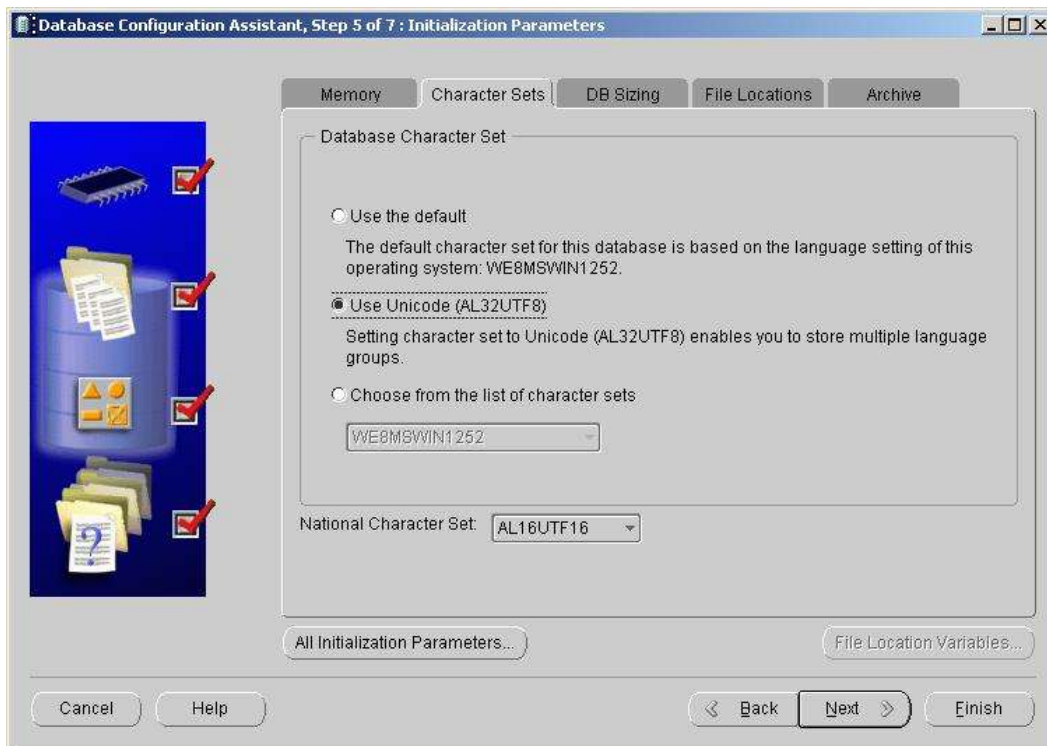 Database Configuration Assistant, Step 5 of 7 : Initialization Parameters
Memory
Character Sets
DB Sizing
File Locations
Archive
Database Character Set
Use the default
The default character set for this database is based on the language setting of this
operating system: WE8MSWIN1252.
Use Unicode (AL32UTF8)
Setting character set to Unicode (AL32UTF8) enables you to store multiple language
groups.
Choose from the list of character sets
WE8MSWIN1252
National Character Set: AL16UTF16
?
All Initialization Parameters...
File Location Variables...
Cancel
Help
Back
Next
Finish